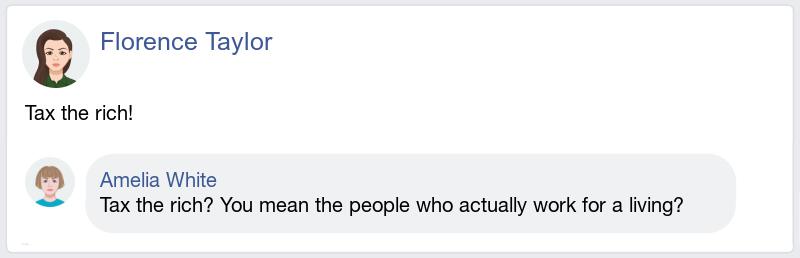 Florence Taylor
Tax the rich!
Amelia White
Tax the rich? You mean the people who actually work for a living?